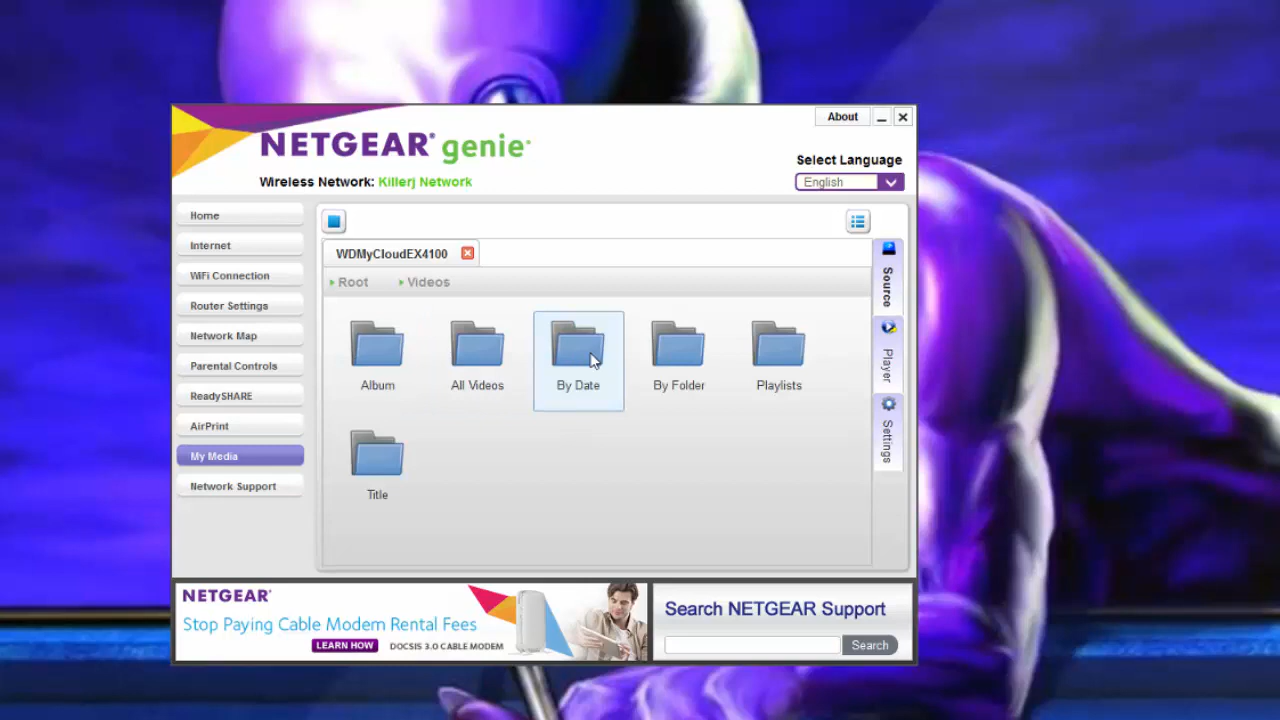 About
NETGEAR® genie®
Select Language
Wireless Network: Killerj Network
English
Home
Internet
WiFi Connection
Router Settings
Network Map
Parental Controls
ReadySHARE
AirPrint
My Media
Network Support
WDMyCloudEX4100
Root
Videos
Album
All Videos
By Date
By Folder
Playlists
Title
Source
Player
Settings
NETGEAR®
Stop Paying Cable Modem Rental Fees
LEARN HOW
DOCSIS 3.0 CABLE MODEM
Search NETGEAR Support
Search